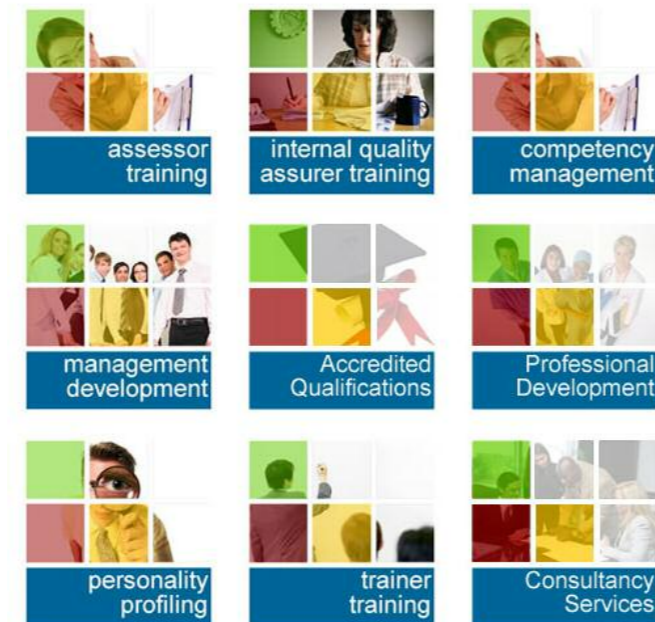 assessor
training
internal quality
assurer training
competency
management
management
development
Accredited
Qualifications
Professional
Development
personality
profiling
trainer
training
Consultancy
Services